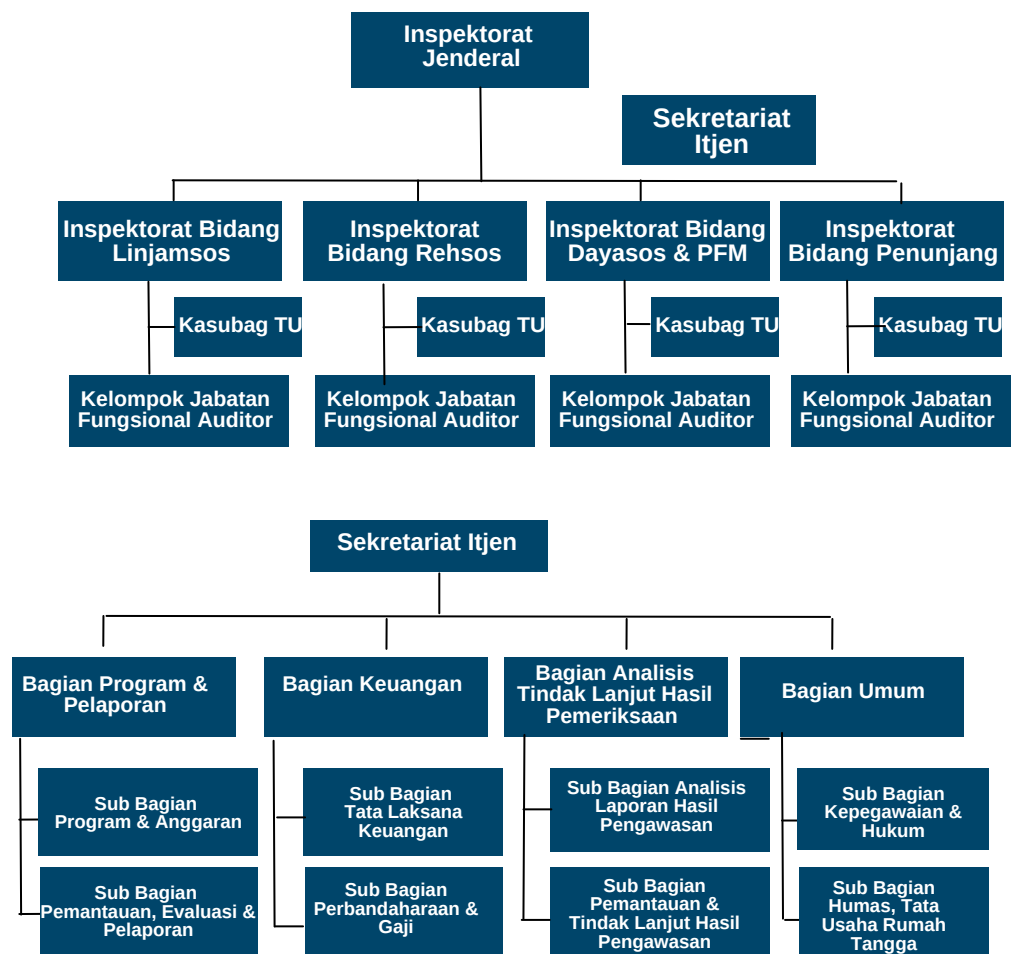 Inspektorat
Jenderal
Sekretariat
Itjen
Inspektorat Bidang
Linjamsos
Inspektorat
Bidang Rehsos
Inspektorat Bidang
Dayasos & PFM
Inspektorat
Bidang Penunjang
Kasubag TU
Kasubag TU
Kasubag TU
Kasubag TU
Kelompok Jabatan
Fungsional Auditor
Kelompok Jabatan
Fungsional Auditor
Kelompok Jabatan
Fungsional Auditor
Kelompok Jabatan
Fungsional Auditor
Sekretariat Itjen
Bagian Program &
Pelaporan
Bagian Keuangan
Bagian Analisis
Tindak Lanjut Hasil
Pemeriksaan
Bagian Umum
Sub Bagian
Program & Anggaran
Sub Bagian
Tata Laksana
Keuangan
Sub Bagian Analisis
Laporan Hasil
Pengawasan
Sub Bagian
Kepegawaian &
Hukum
Sub Bagian
Pemantauan, Evaluasi &
Pelaporan
Sub Bagian
Perbandaharaan &
Gaji
Sub Bagian
Pemantauan &
Tindak Lanjut Hasil
Pengawasan
Sub Bagian
Humas, Tata
Usaha Rumah
Tangga